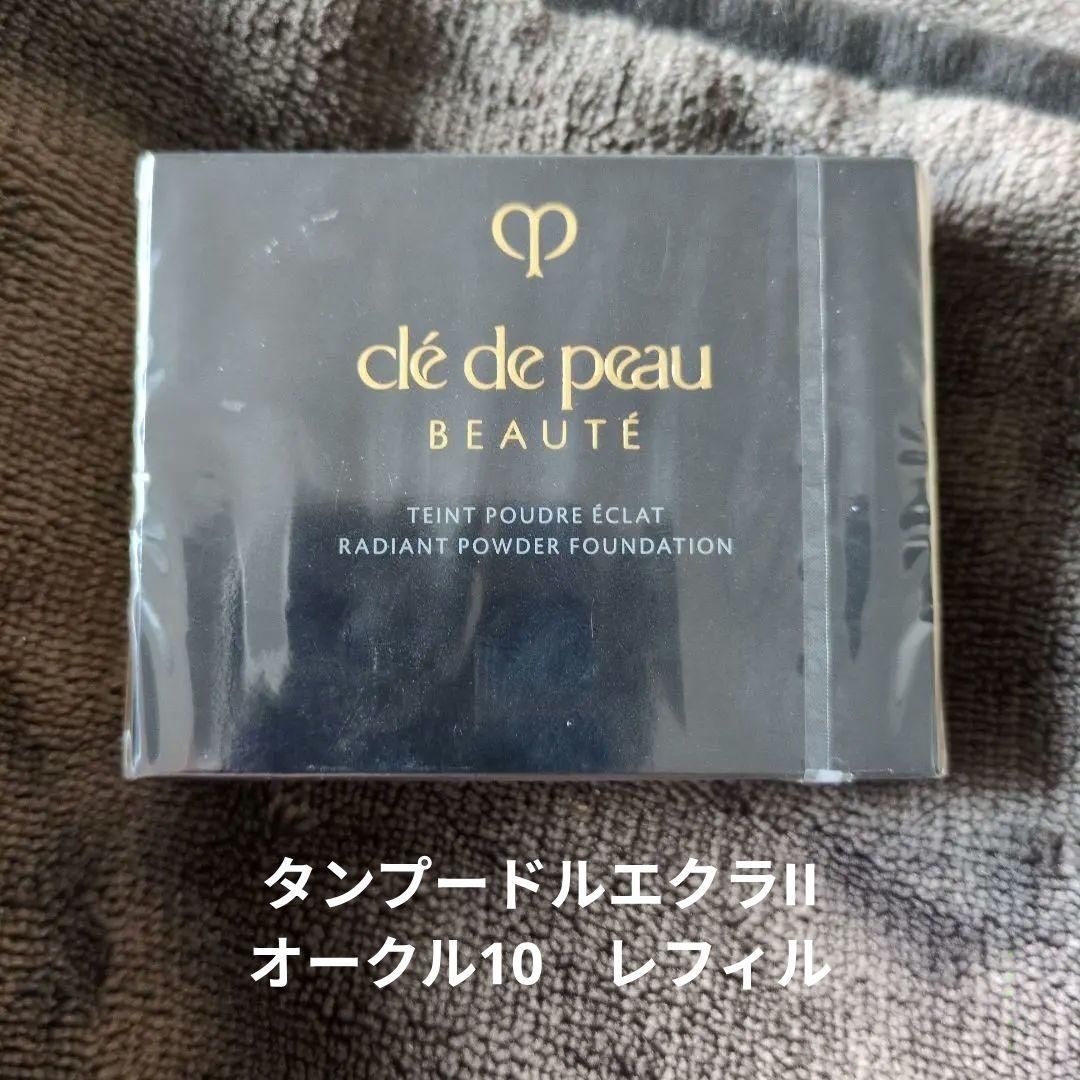 clé de peau
BEAUTÉ
TEINT POUDRE ÉCLAT
RADIANT POWDER FOUNDATION
タンプードルエクラII
オークル10　レフィル